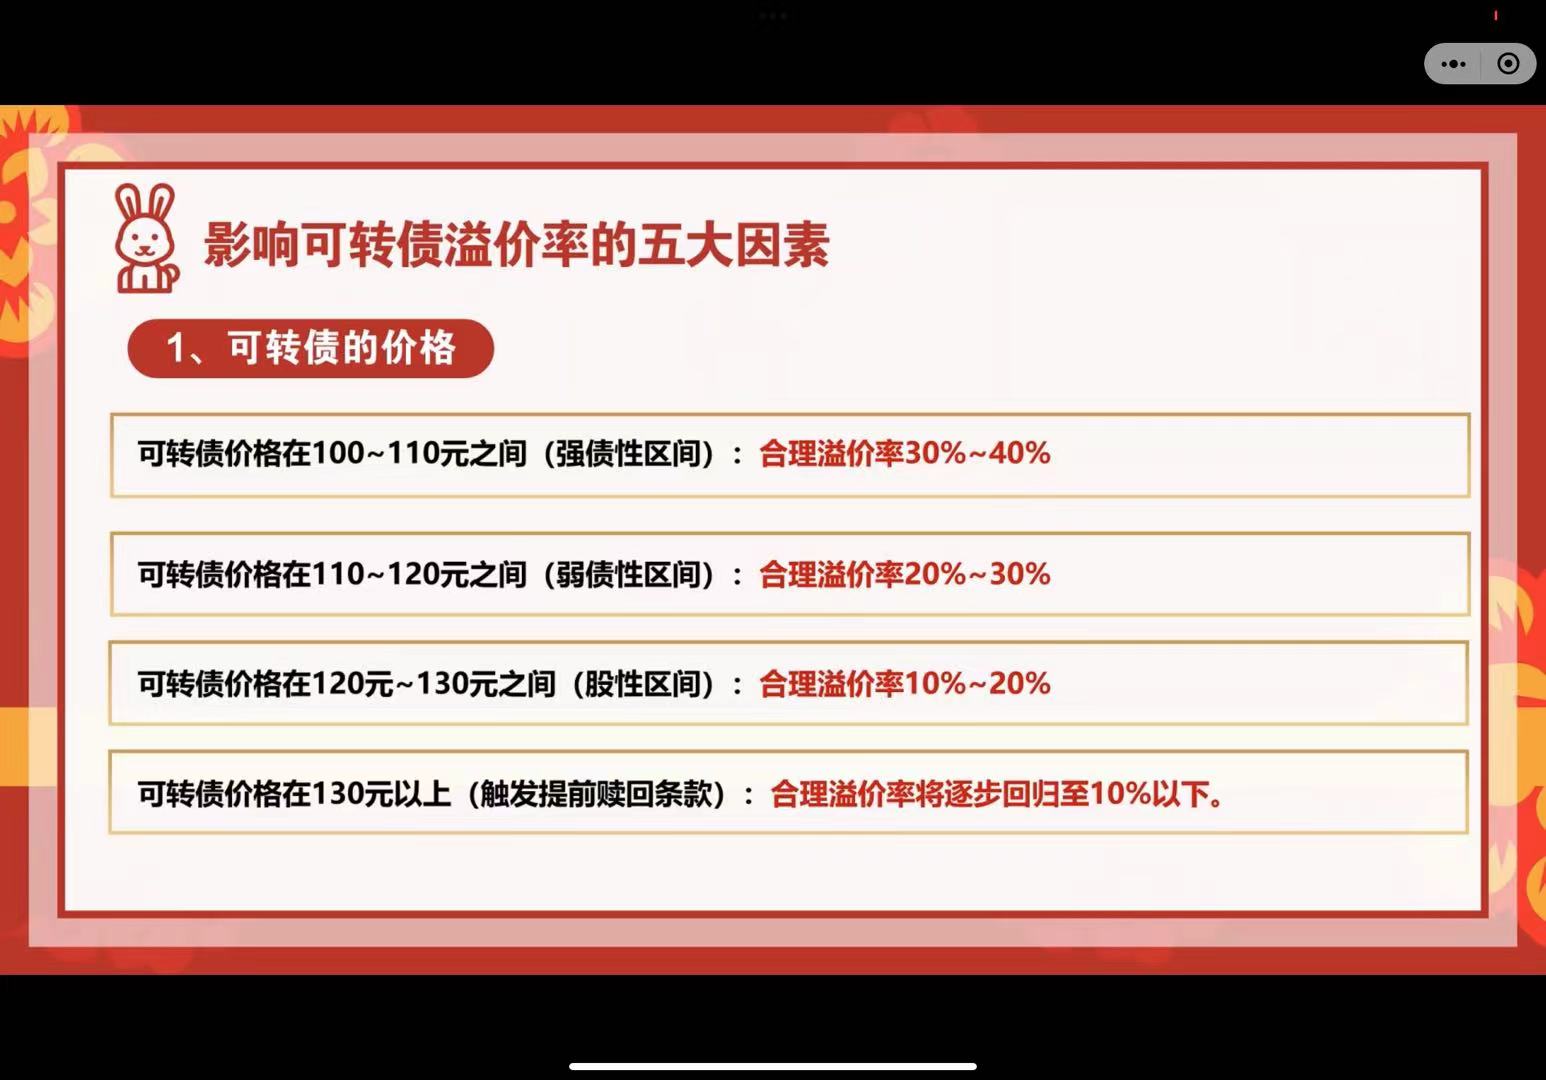 影响可转债溢价率的五大因素
1、可转债的价格
可转债价格在100~110元之间（强债性区间）：合理溢价率30%~40%
可转债价格在110~120元之间（弱债性区间）：合理溢价率20%~30%
可转债价格在120元~130元之间（股性区间）：合理溢价率10%~20%
可转债价格在130元以上（触发提前赎回条款）：合理溢价率将逐步回归至10%以下。